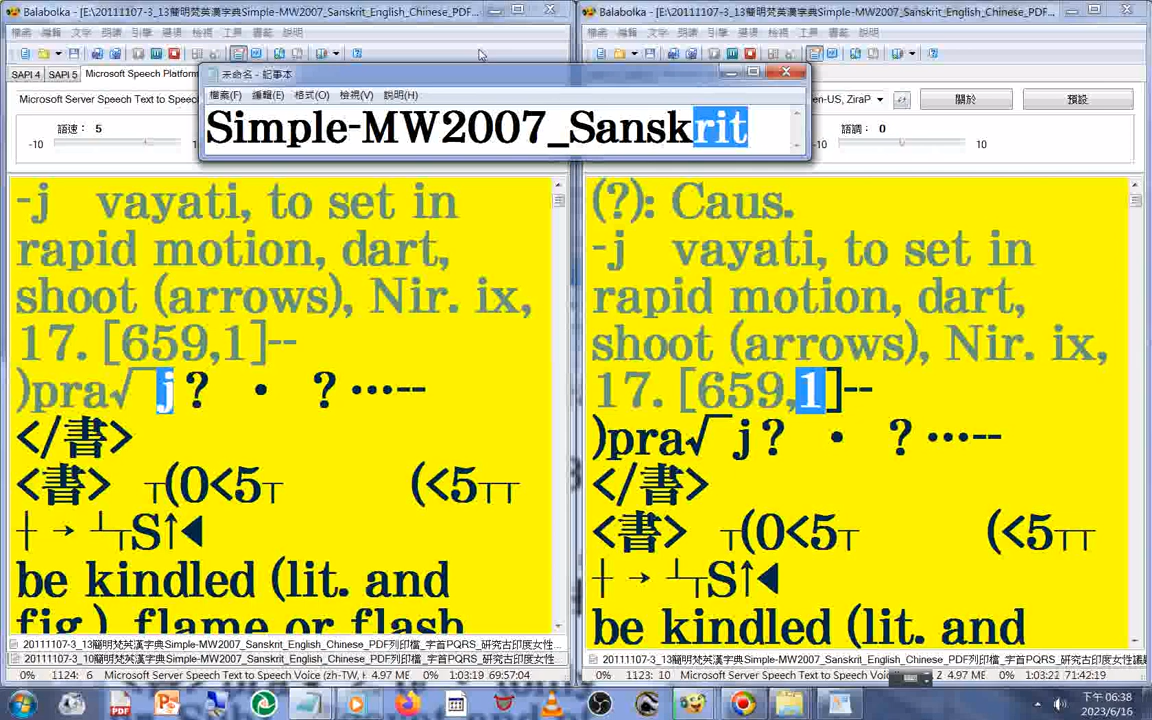 Balabolka - [E:\20111107-3_13簡明梵英漢字典Simple-MW2007_Sanskrit_English_Chinese_PDF...
Balabolka - [E:\20111107-3_13簡明梵英漢字典Simple-MW2007_Sanskrit_English_Chinese_PDF...
SAPI 4 SAPI 5 Microsoft Speech Platform
Microsoft Server Speech Text to Speech
語速： 5
-10
未命名 - 記事本
檔案(F) 編輯(E) 格式(O) 檢視(V) 說明(H)
Simple-MW2007_Sanskrit
en-US, ZiraP
關於
預設
語調： 0
10
-j vayati, to set in
rapid motion, dart,
shoot (arrows), Nir. ix,
17. [659,1]--
)pra√ j ? • ? …--
</書>
<書> ┬(0<5┬ (<5┬┬
┼ → ┴┬S↑◄
be kindled (lit. and
fig.), flame or flash
(?): Caus.
-j vayati, to set in
rapid motion, dart,
shoot (arrows), Nir. ix,
17. [659,1]--
)pra√ j ? • ? …--
</書>
<書> ┬(0<5┬ (<5┬┬
┼ → ┴┬S↑◄
be kindled (lit. and
20111107-3_13簡明梵英漢字典Simple-MW2007_Sanskrit_English_Chinese_PDF列印檔_字首PQRS_研究古印度女性
20111107-3_10簡明梵英漢字典Simple-MW2007_Sanskrit_English_Chinese_PDF列印檔_字首PQRS_研究古印度女性
20111107-3_13簡明梵英漢字典Simple-MW2007_Sanskrit_English_Chinese_PDF列印檔_字首PQRS_研究古印度女性議
0% 1124: 6 Microsoft Server Speech Text to Speech Voice (zh-TW, 4.97 ME 0% 1:03:19 69:57:04
0% 1123: 10 Microsoft Server Speech Text to Speech Voice 4.97 ME 0% 1:03:22 71:42:19
下午 06:38
2023/6/16